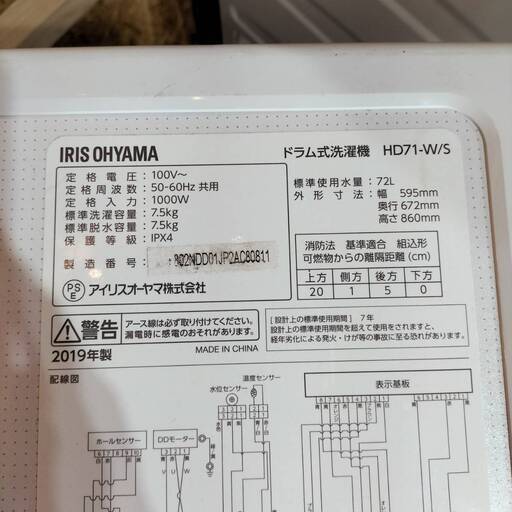 IRIS OHYAMA
ドラム式洗濯機 HD71-W/S
定格電圧：100V～
定格周波数：50-60Hz 共用
定格入力：1000W
標準洗濯容量：7.5kg
標準脱水容量：7.5kg
保護等級：IPX4
製造番号：
標準使用水量：72L
外形寸法：幅 595mm
奥行 672mm
高さ 860mm
消防法 基準適合 組込形
可燃物からの離隔距離(cm)
上方 側方 後方 下方
20 1 5 0
PSE
アイリスオーヤマ株式会社
警告
アース線は必ず取り付けてください。
漏電時に感電のおそれがあります。
2019年製
MADE IN CHINA
[設計上の標準使用期間] 7年
設計上の標準使用期間を超えて使用されますと、
経年劣化による発火・けが等の事故に至る恐れがあります。
配線図
水位センサー
温度センサー
表示基板
ホールセンサー
DDモーター